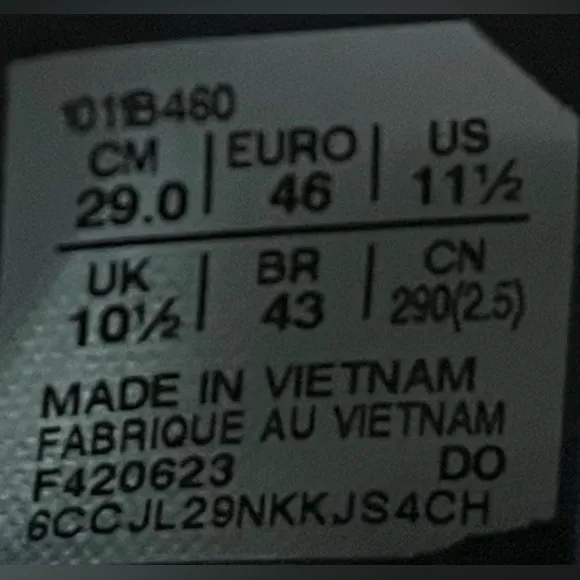 1011B460
CM | EURO | US
29.0 | 46 | 11½
UK | BR | CN
10½ | 43 | 290(2.5)
MADE IN VIETNAM
FABRIQUE AU VIETNAM
F420623 DO
6CCJL29NKKJS4CH